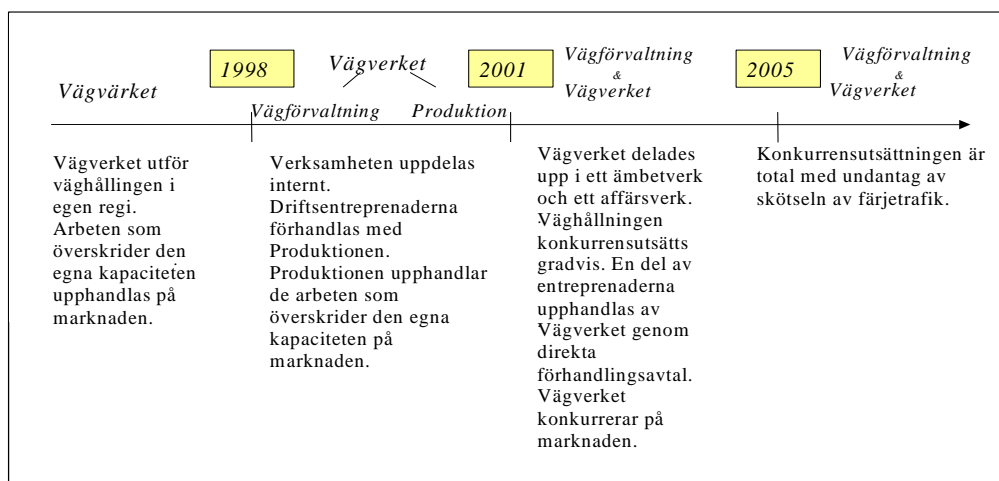 Vägvärket
1998
Vägverket
Vägförvaltning
Produktion
2001
Vägförvaltning
&
Vägverket
2005
Vägförvaltning
&
Vägverket
Vägverket utför
väghållingen i
egen regi.
Arbeten som
överskrider den
egna kapaciteten
upphandlas på
marknaden.
Verksamheten uppdelas
internt.
Driftsentreprenaderna
förhandlas med
Produktionen.
Produktionen upphandlar
de arbeten som
överskrider den egna
kapaciteten på
marknaden.
Vägverket delades
upp i ett ämbetverk
och ett affärsverk.
Väghållningen
konkurrensutsätts
gradvis. En del av
entreprenaderna
upphandlas av
Vägverket genom
direkta
förhandlingsavtal.
Vägverket
konkurrerar på
marknaden.
Konkurrensutsättningen är
total med undantag av
skötseln av färjetrafik.